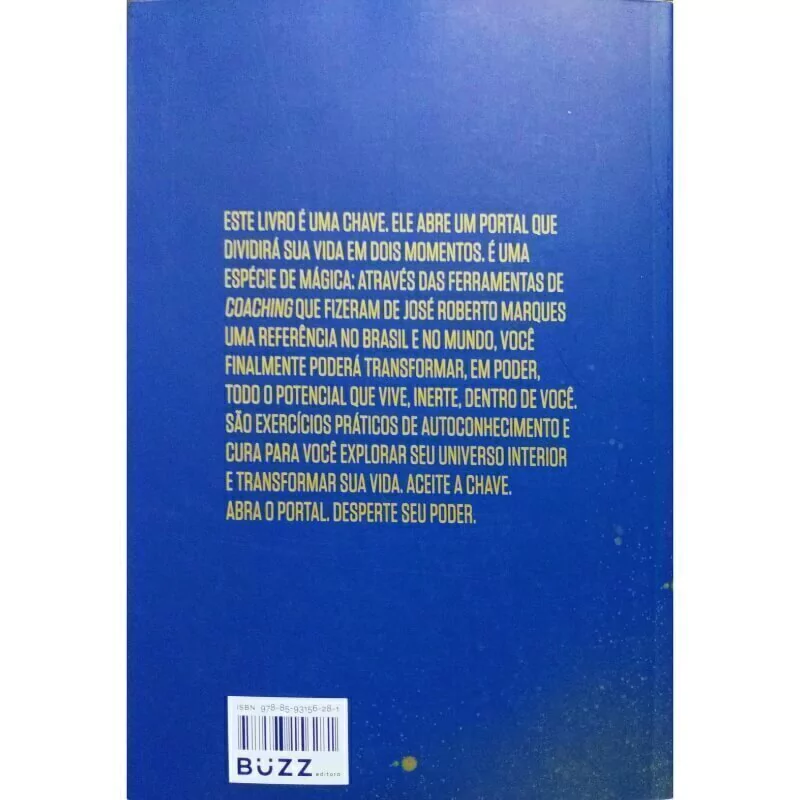 ESTE LIVRO É UMA CHAVE. ELE ABRE UM PORTAL QUE
DIVIDIRÁ SUA VIDA EM DOIS MOMENTOS. É UMA
ESPÉCIE DE MÁGICA: ATRAVÉS DAS FERRAMENTAS DE
COACHING QUE FIZERAM DE JOSÉ ROBERTO MARQUES
UMA REFERÊNCIA NO BRASIL E NO MUNDO, VOCÊ
FINALMENTE PODERÁ TRANSFORMAR, EM PODER,
TODO O POTENCIAL QUE VIVE, INERTE, DENTRO DE VOCÊ.
SÃO EXERCÍCIOS PRÁTICOS DE AUTOCONHECIMENTO E
CURA PARA VOCÊ EXPLORAR SEU UNIVERSO INTERIOR
E TRANSFORMAR SUA VIDA. ACEITE A CHAVE.
ABRA O PORTAL. DESPERTE SEU PODER.
ISBN 978-85-93156-28-1
BUZZ editora